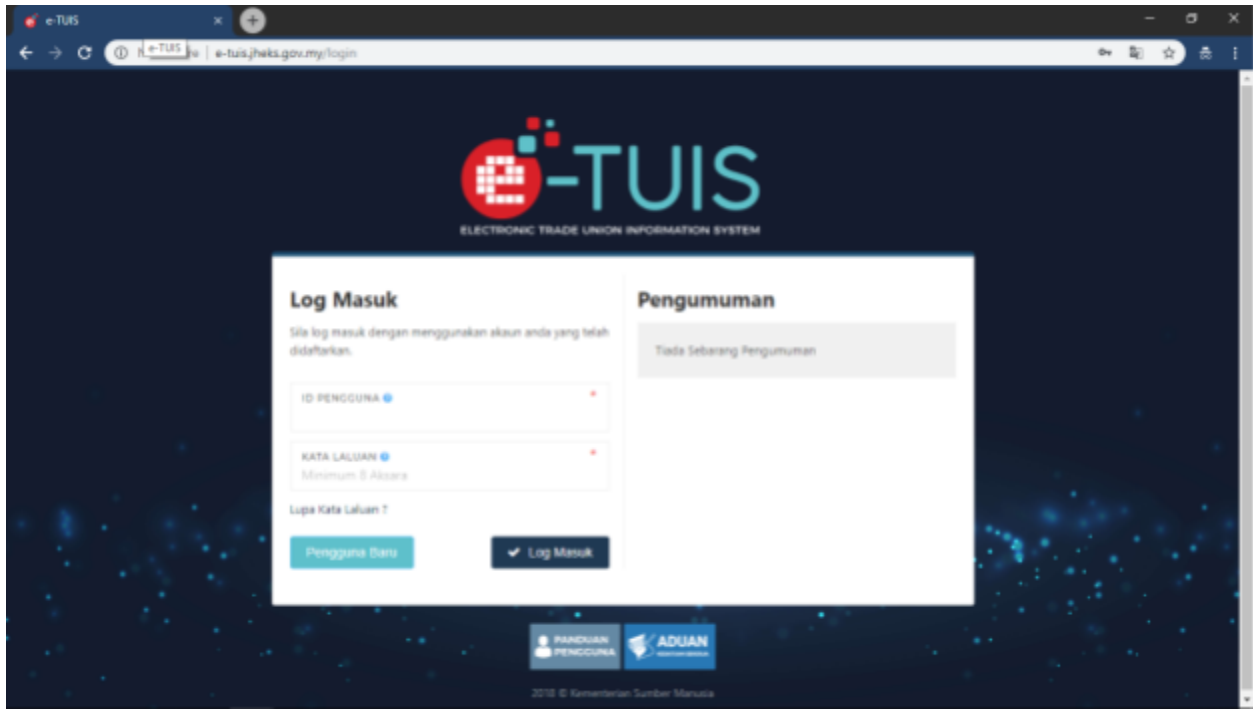 e-TUIS
e-TUIS
e-tuis.jheks.gov.my/login
e-TUIS
ELECTRONIC TRADE UNION INFORMATION SYSTEM
Log Masuk
Sila log masuk dengan menggunakan akaun anda yang telah
didaftarkan.
ID PENGGUNA *
KATA LALUAN *
Minimum 8 Aksara
Lupa Kata Laluan ?
Pengguna Baru
Log Masuk
Pengumuman
Tiada Sebarang Pengumuman
PANDUAN
PENGGUNA
ADUAN
2018 © Kementerian Sumber Manusia